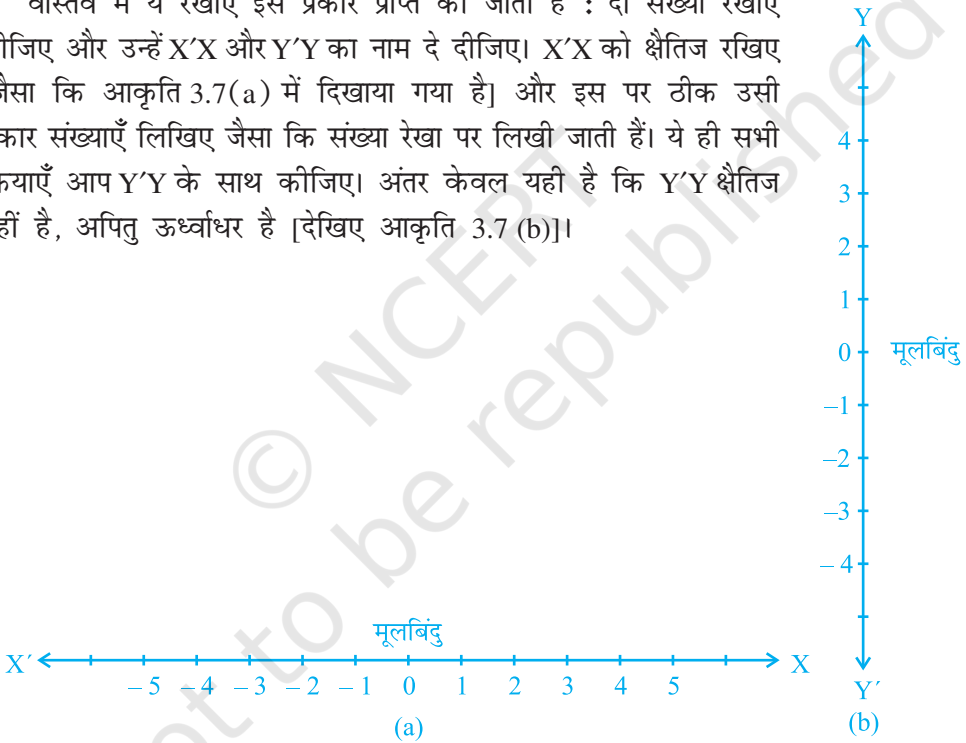 वास्तव में ये रेखाएँ इस प्रकार प्राप्त की जाती हैं : दो संख्या रेखाएँ
लीजिए और उन्हें X′X और Y′Y का नाम दे दीजिए। X′X को क्षैतिज रखिए
जैसा कि आकृति 3.7(a) में दिखाया गया है] और इस पर ठीक उसी
प्रकार संख्याएँ लिखिए जैसा कि संख्या रेखा पर लिखी जाती हैं। ये ही सभी
क्रियाएँ आप Y′Y के साथ कीजिए। अंतर केवल यही है कि Y′Y क्षैतिज
नहीं है, अपितु ऊर्ध्वाधर है [देखिए आकृति 3.7 (b)]।
Y
4
3
2
1
0 मूलबिंदु
–1
–2
–3
– 4
Y′
(b)
मूलबिंदु
X′ X
– 5 – 4 – 3 – 2 – 1 0 1 2 3 4 5
(a)
© NCERT
not to be republished